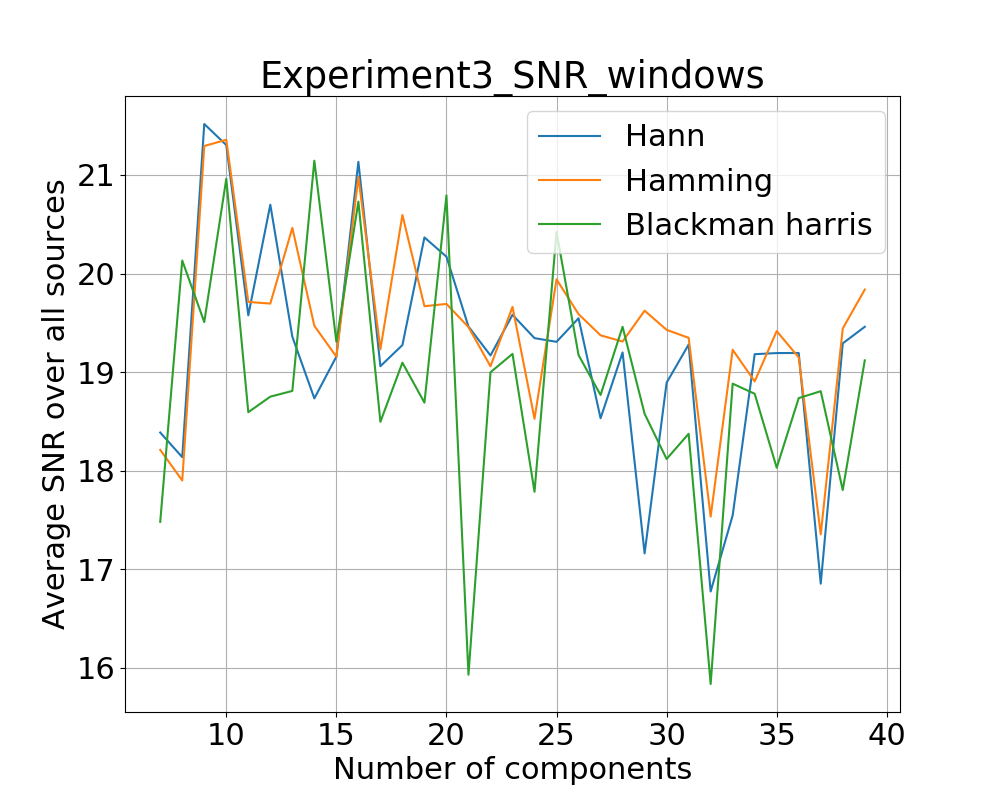 Experiment3_SNR_windows
Hann
Hamming
Blackman harris
Average SNR over all sources
21
20
19
18
17
16
10 15 20 25 30 35 40
Number of components